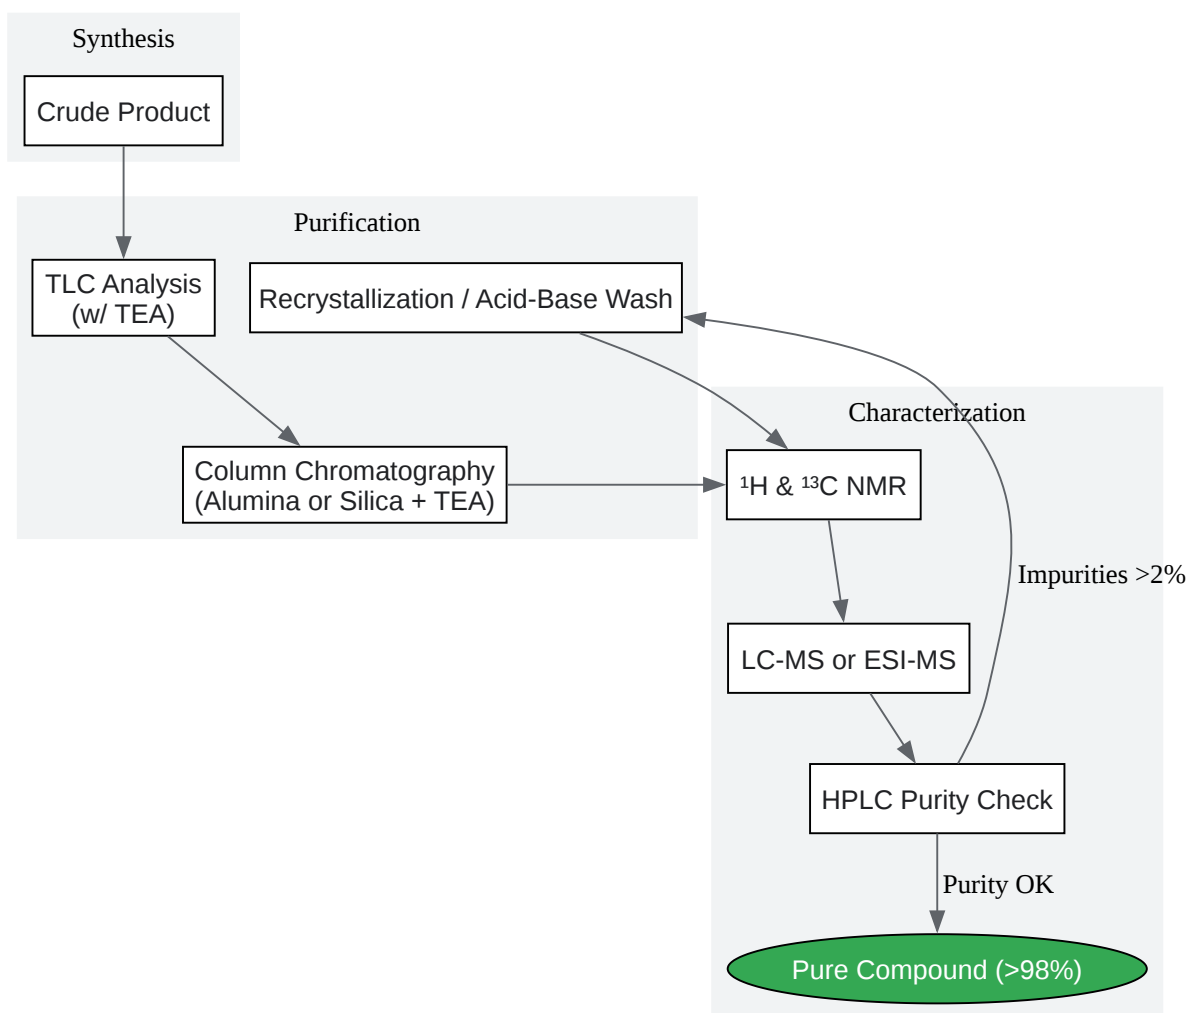 Synthesis
Crude Product
Purification
TLC Analysis
(w/ TEA)
Recrystallization / Acid-Base Wash
Column Chromatography
(Alumina or Silica + TEA)
Characterization
¹H & ¹³C NMR
Impurities >2%
LC-MS or ESI-MS
HPLC Purity Check
Purity OK
Pure Compound (>98%)